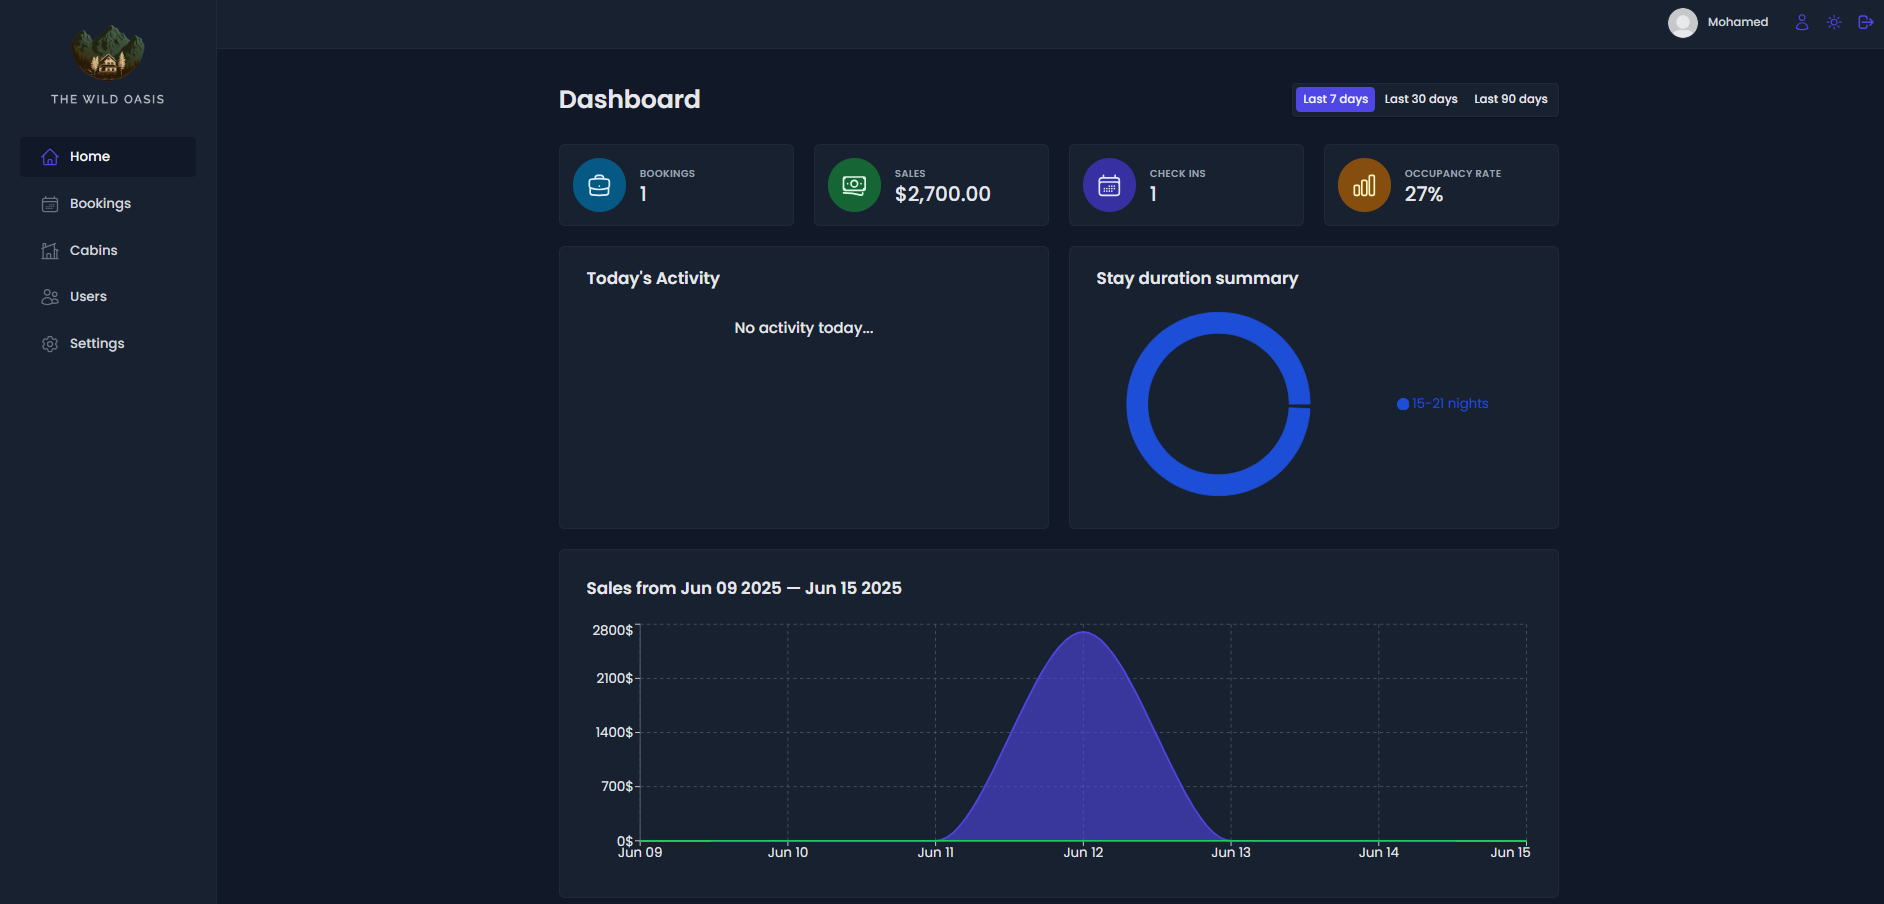 THE WILD OASIS
Home
Bookings
Cabins
Users
Settings
Mohamed
Dashboard
Last 7 days
Last 30 days
Last 90 days
BOOKINGS
1
SALES
$2,700.00
CHECK INS
1
OCCUPANCY RATE
27%
Today's Activity
No activity today...
Stay duration summary
15-21 nights
Sales from Jun 09 2025 — Jun 15 2025
2800$
2100$
1400$
700$
0$
Jun 09
Jun 10
Jun 11
Jun 12
Jun 13
Jun 14
Jun 15